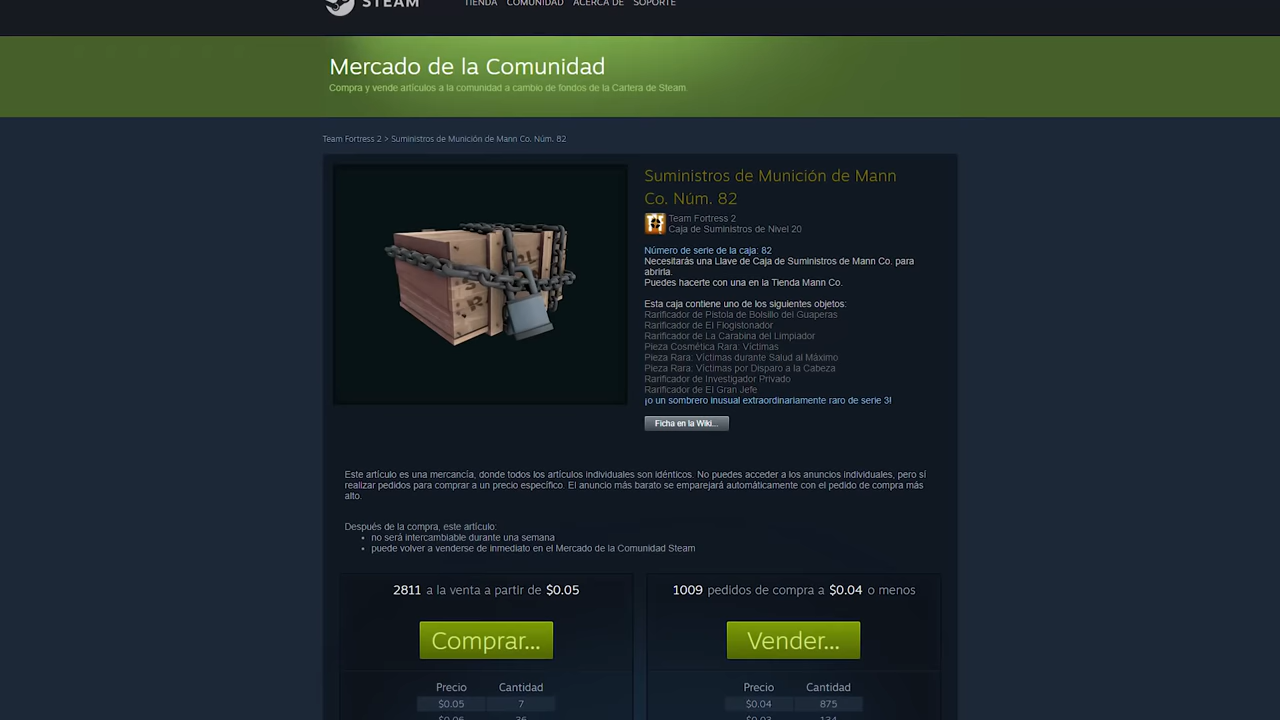 STEAM
TIENDA COMUNIDAD ACERCA DE SOPORTE
Mercado de la Comunidad
Compra y vende artículos a la comunidad a cambio de fondos de la Cartera de Steam.
Team Fortress 2 > Suministros de Munición de Mann Co. Núm. 82
Suministros de Munición de Mann
Co. Núm. 82
Team Fortress 2
Caja de Suministros de Nivel 20
Número de serie de la caja: 82
Necesitarás una Llave de Caja de Suministros de Mann Co. para
abrirla.
Puedes hacerte con una en la Tienda Mann Co.
Esta caja contiene uno de los siguientes objetos:
Rarificador de Pistola de Bolsillo del Guaperas
Rarificador de El Flogistonador
Rarificador de La Carabina del Limpiador
Pieza Cosmética Rara: Víctimas
Pieza Rara: Víctimas durante Salud al Máximo
Pieza Rara: Víctimas por Disparo a la Cabeza
Rarificador de Investigador Privado
Rarificador de El Gran Jefe
¡o un sombrero inusual extraordinariamente raro de serie 3!
Ficha en la Wiki...
Este artículo es una mercancía, donde todos los artículos individuales son idénticos. No puedes acceder a los anuncios individuales, pero sí
realizar pedidos para comprar a un precio específico. El anuncio más barato se emparejará automáticamente con el pedido de compra más
alto.
Después de la compra, este artículo:
• no será intercambiable durante una semana
• puede volver a venderse de inmediato en el Mercado de la Comunidad Steam
2811 a la venta a partir de $0.05
Comprar...
Precio Cantidad
$0.05 7
$0.06 36
1009 pedidos de compra a $0.04 o menos
Vender...
Precio Cantidad
$0.04 875
$0.03 134